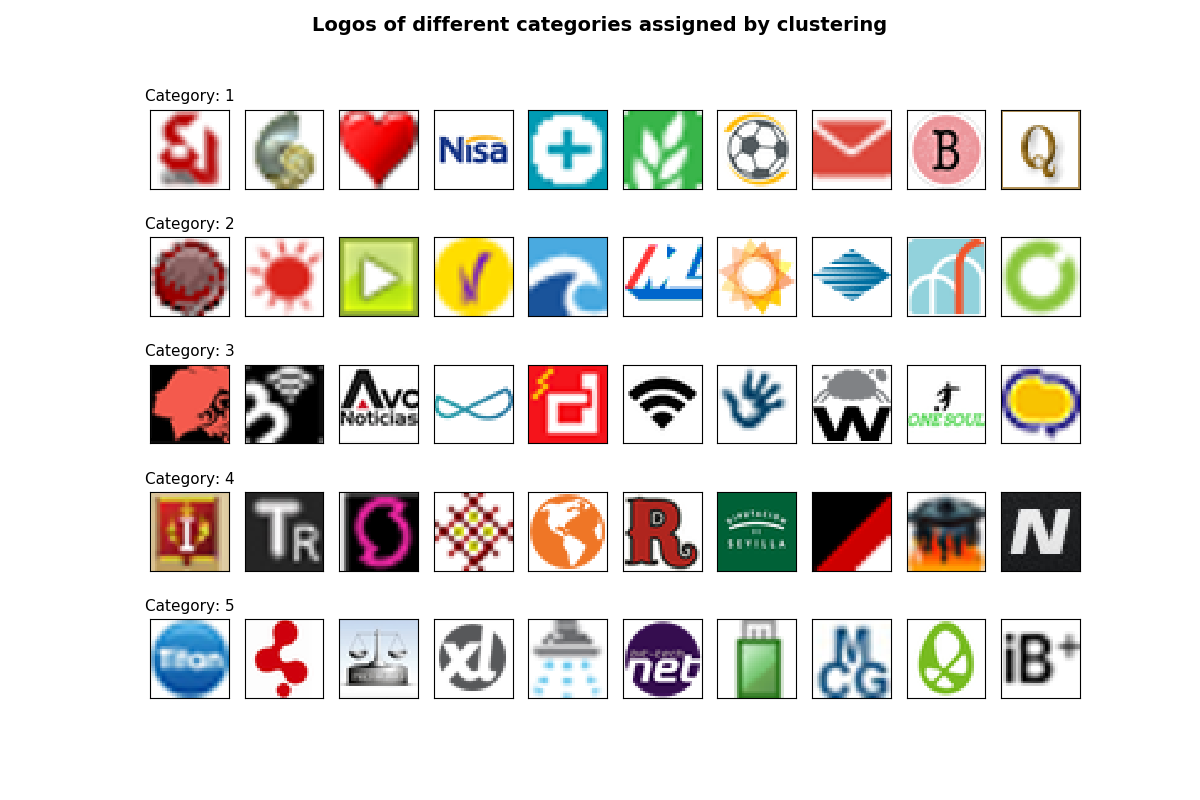 Logos of different categories assigned by clustering
Category: 1
Nisa
B
Q
Category: 2
Category: 3
B
Avc
Noticias
W
ONE SOUL
Category: 4
I
TR
R
D
SEVILLA
N
Category: 5
Titan
xl
net
M
CG
iB+